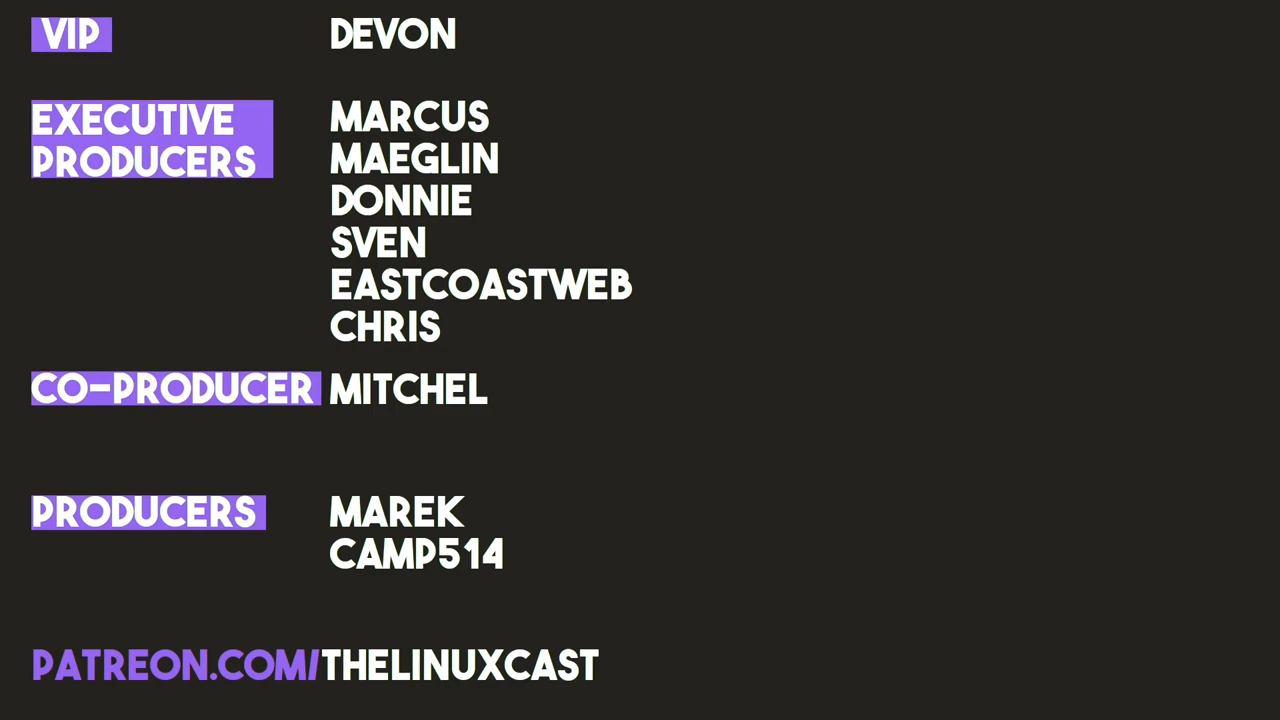 VIP DEVON
EXECUTIVE PRODUCERS
MARCUS
MAEGLIN
DONNIE
SVEN
EASTCOASTWEB
CHRIS
CO-PRODUCER MITCHEL
PRODUCERS MAREK
CAMP514
PATREON.COM/THELINUXCAST